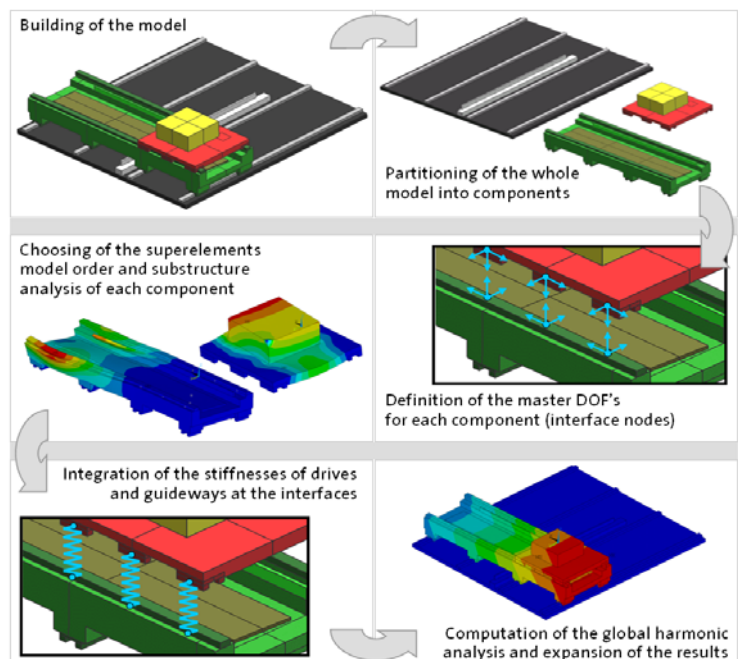 Building of the model
Partitioning of the whole
model into components
Choosing of the superelements
model order and substructure
analysis of each component
Definition of the master DOF's
for each component (interface nodes)
Integration of the stiffnesses of drives
and guideways at the interfaces
Computation of the global harmonic
analysis and expansion of the results